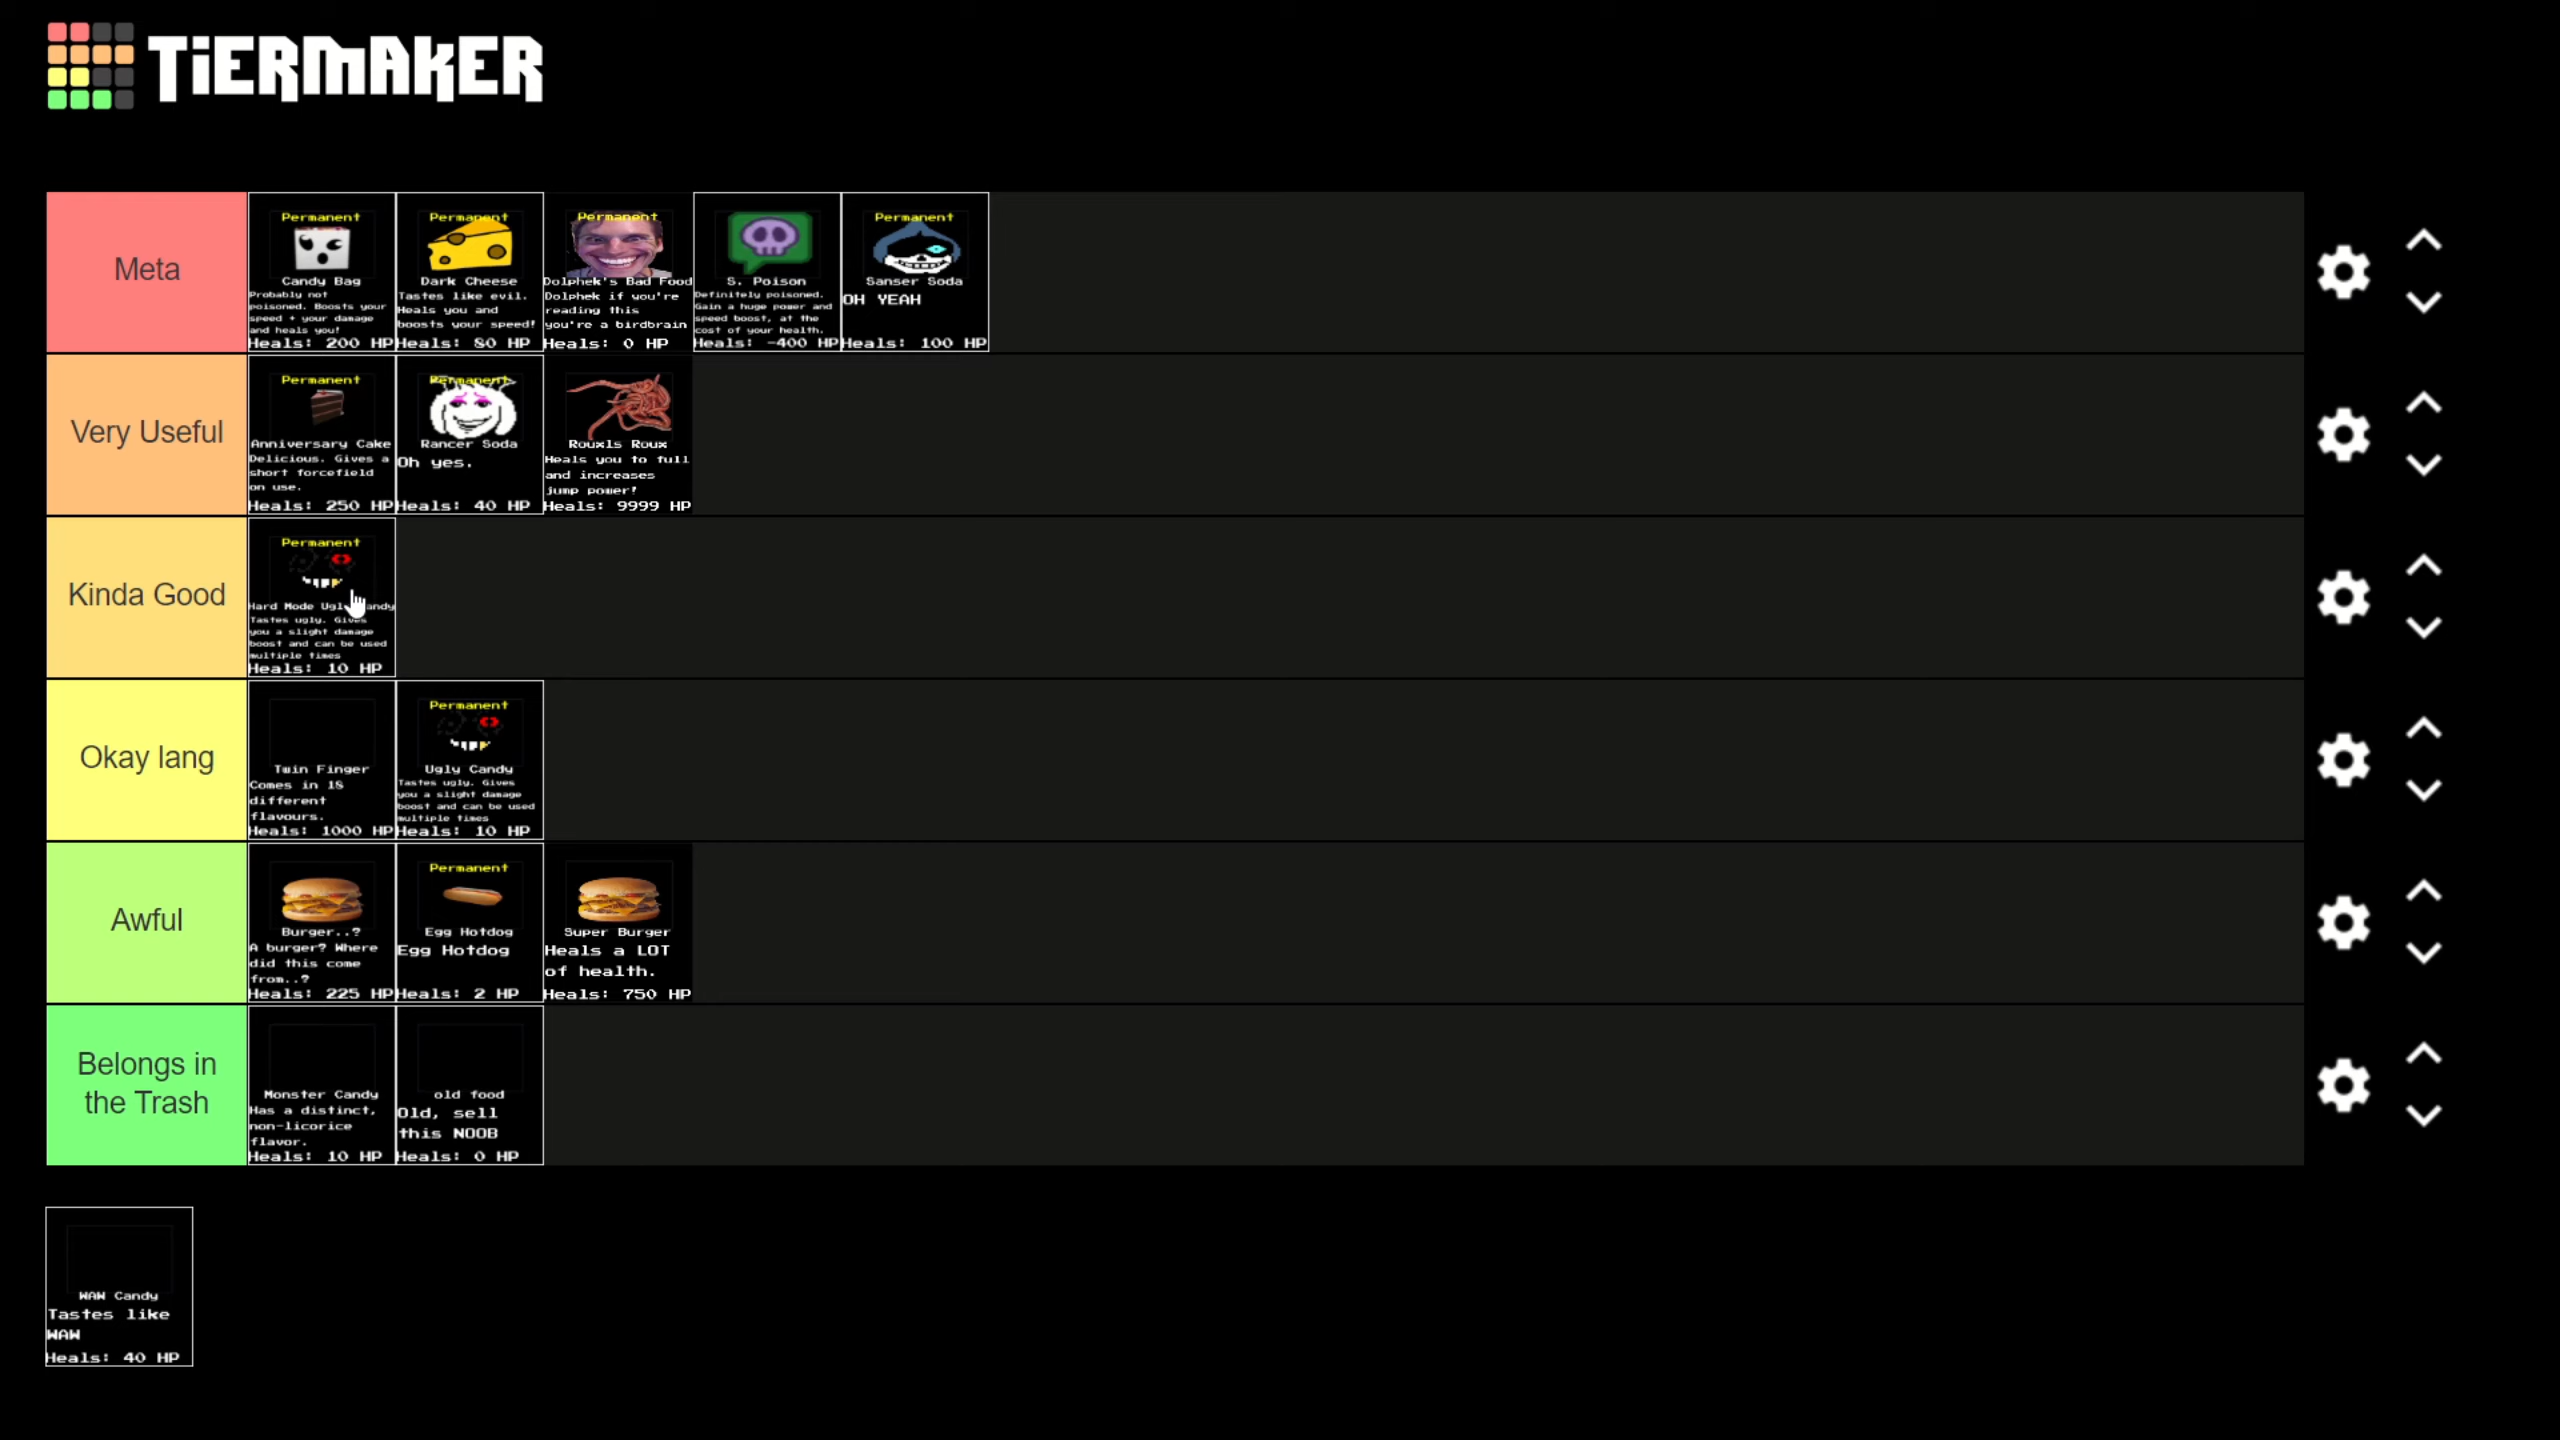 TiERMAKER
Meta
Permanent
Candy Bag
Probably not
poisoned. Boosts your
speed + your damage
and heals you!
Heals: 200 HP
Permanent
Dark Cheese
Tastes like evil.
Heals you and
boosts your speed!
Heals: 80 HP
Permanent
Dolphek's Bad Food
Dolphek if you're
reading this
you're a birdbrain
Heals: 0 HP
S. Poison
Definitely poisoned.
Gain a huge power and
speed boost, at the
cost of your health.
Heals: -400 HP
Permanent
Sanser Soda
OH YEAH
Heals: 100 HP
Very Useful
Permanent
Anniversary Cake
Delicious. Gives a
short forcefield
on use.
Heals: 250 HP
Permanent
Rancer Soda
Oh yes.
Heals: 40 HP
Rouxls Roux
Heals you to full
and increases
jump power!
Heals: 9999 HP
Kinda Good
Permanent
Hard Mode Ugly Candy
Tastes ugly. Gives
you a slight damage
boost and can be used
multiple times
Heals: 10 HP
Okay lang
Twin Finger
Comes in 18
different
flavours.
Heals: 1000 HP
Permanent
Ugly Candy
Tastes ugly. Gives
you a slight damage
boost and can be used
multiple times
Heals: 10 HP
Awful
Burger..?
A burger? Where
did this come
from..?
Heals: 225 HP
Permanent
Egg Hotdog
Egg Hotdog
Heals: 2 HP
Super Burger
Heals a LOT
of health.
Heals: 750 HP
Belongs in
the Trash
Monster Candy
Has a distinct,
non-licorice
flavor.
Heals: 10 HP
old food
Old, sell
this NOOB
Heals: 0 HP
WAW Candy
Tastes like
WAW
Heals: 40 HP